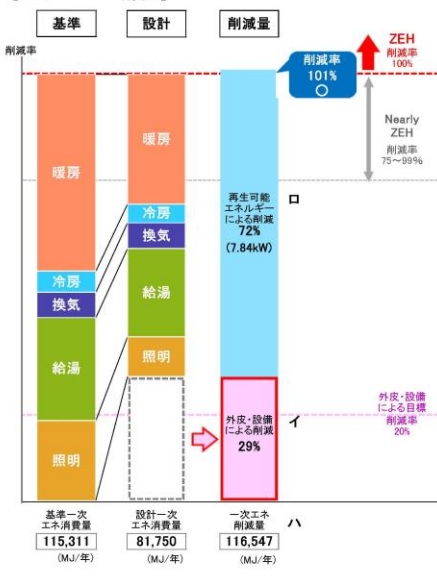 基準
設計
削減量
ZEH
削減率
100%
削減率
削減率
101%
○
Nearly
ZEH
削減率
75～99%
暖房
暖房
再生可能
エネルギー
による削減
72%
(7.84kW)
ロ
冷房
冷房
換気
換気
給湯
給湯
照明
照明
外皮・設備
による削減
29%
イ
外皮・設備
による目標
削減率
20%
基準一次
エネ消費量
115,311
(MJ/年)
設計一次
エネ消費量
81,750
(MJ/年)
一次エネ
削減量
116,547
(MJ/年)
ハ